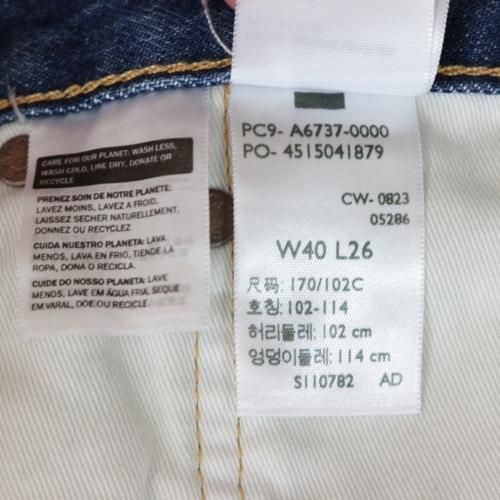 CARE FOR OUR PLANET: WASH LESS,
WASH COLD, LINE DRY, DONATE OR
RECYCLE
PRENEZ SOIN DE NOTRE PLANETE:
LAVEZ MOINS, LAVEZ A FROID,
LAISSEZ SECHER NATURELLEMENT,
DONNEZ OU RECYCLEZ
CUIDA NUESTRO PLANETA: LAVA
MENOS, LAVA EN FRIO, TIENDE LA
ROPA, DONA O RECICLA.
CUIDE DO NOSSO PLANETA: LAVE
MENOS, LAVE EM ÁGUA FRIA, SEQUE
EM VARAL, DOE OU RECICLE.
PC9- A6737-0000
PO- 4515041879
CW- 0823
05286
W40 L26
尺码: 170/102C
호칭: 102-114
허리둘레: 102 cm
엉덩이둘레: 114 cm
S110782 AD